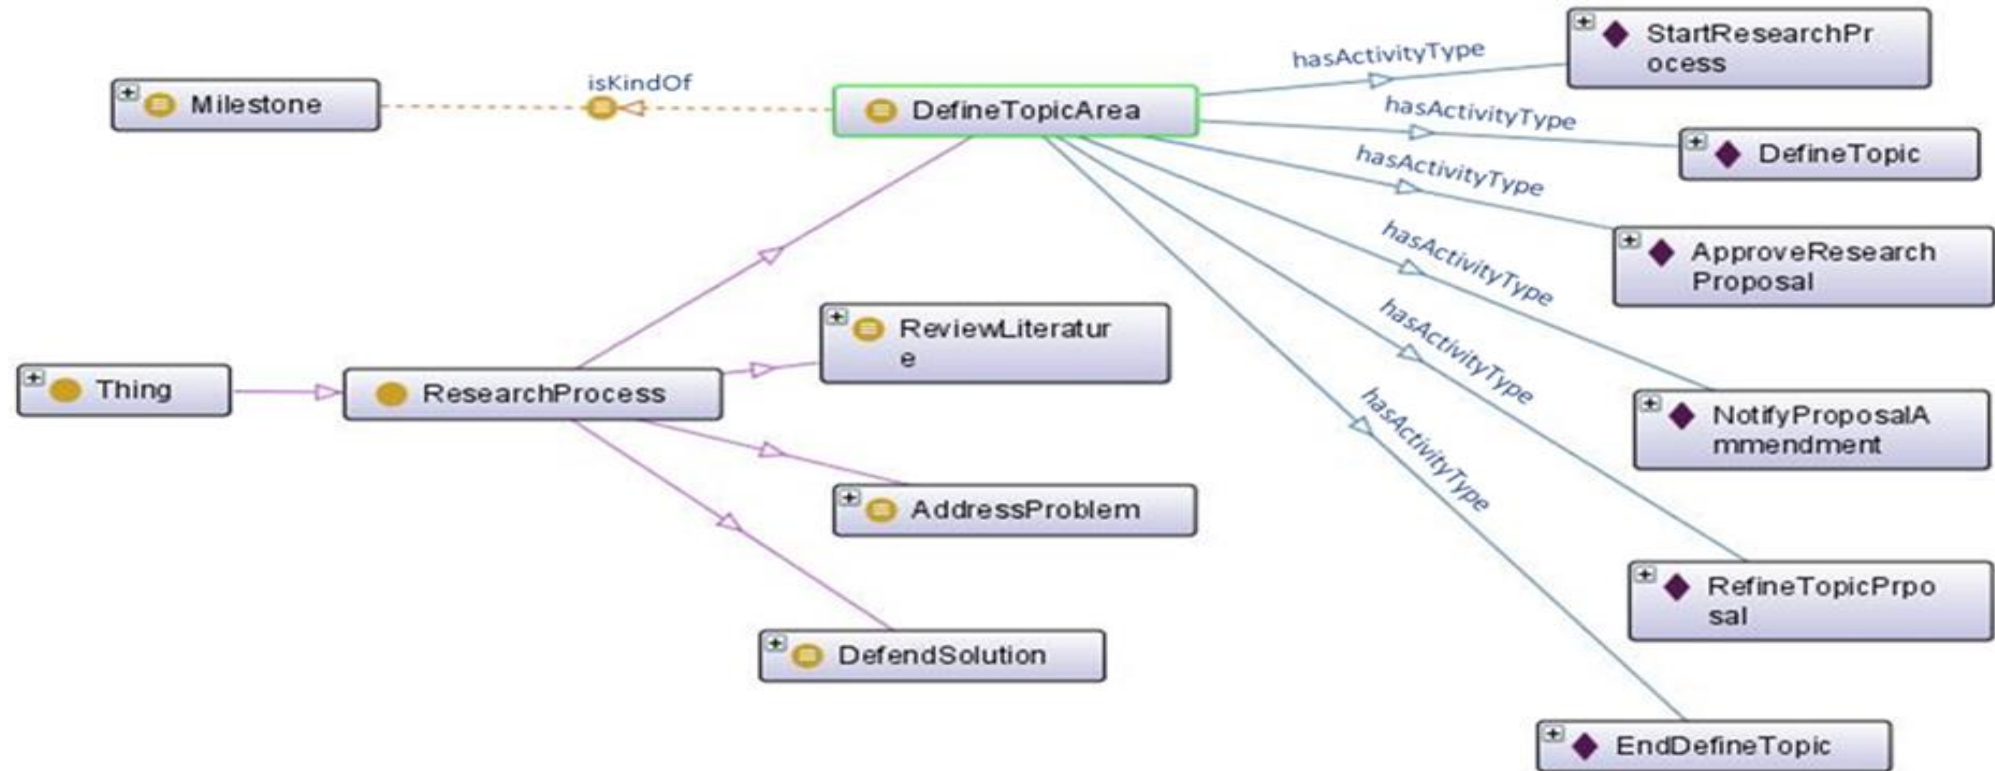 StartResearchPr
ocess
hasActivityType
isKindOf
Milestone
DefineTopicArea
hasActivityType
DefineTopic
hasActivityType
ApproveResearch
Proposal
hasActivityType
ReviewLiteratur
e
hasActivityType
Thing
ResearchProcess
hasActivityType
NotifyProposalA
mmendment
AddressProblem
RefineTopicPrpo
sal
DefendSolution
EndDefineTopic